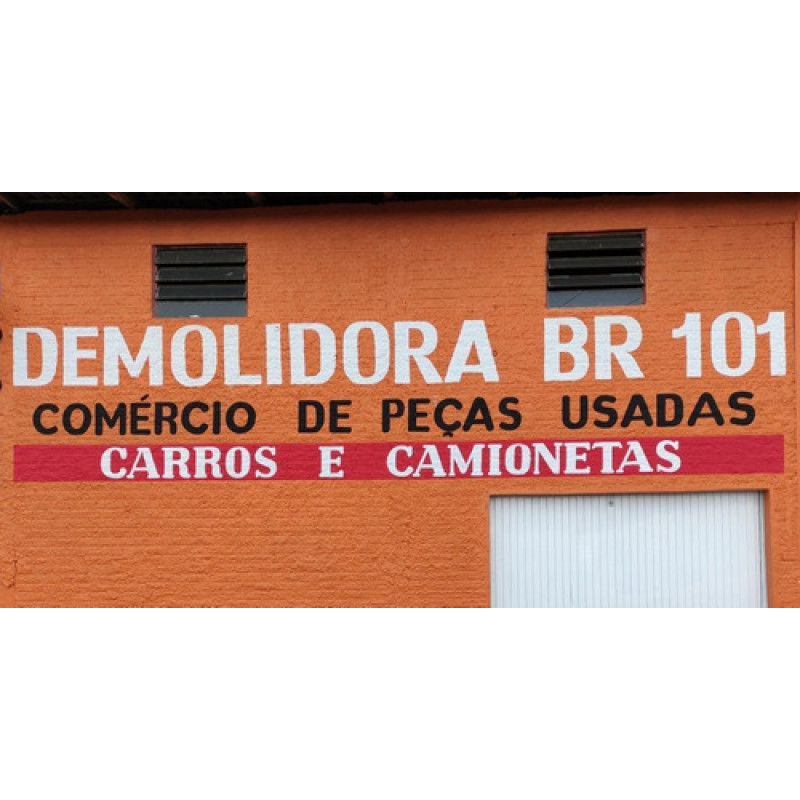 DEMOLIDORA BR 101
COMÉRCIO DE PEÇAS USADAS
CARROS E CAMIONETAS